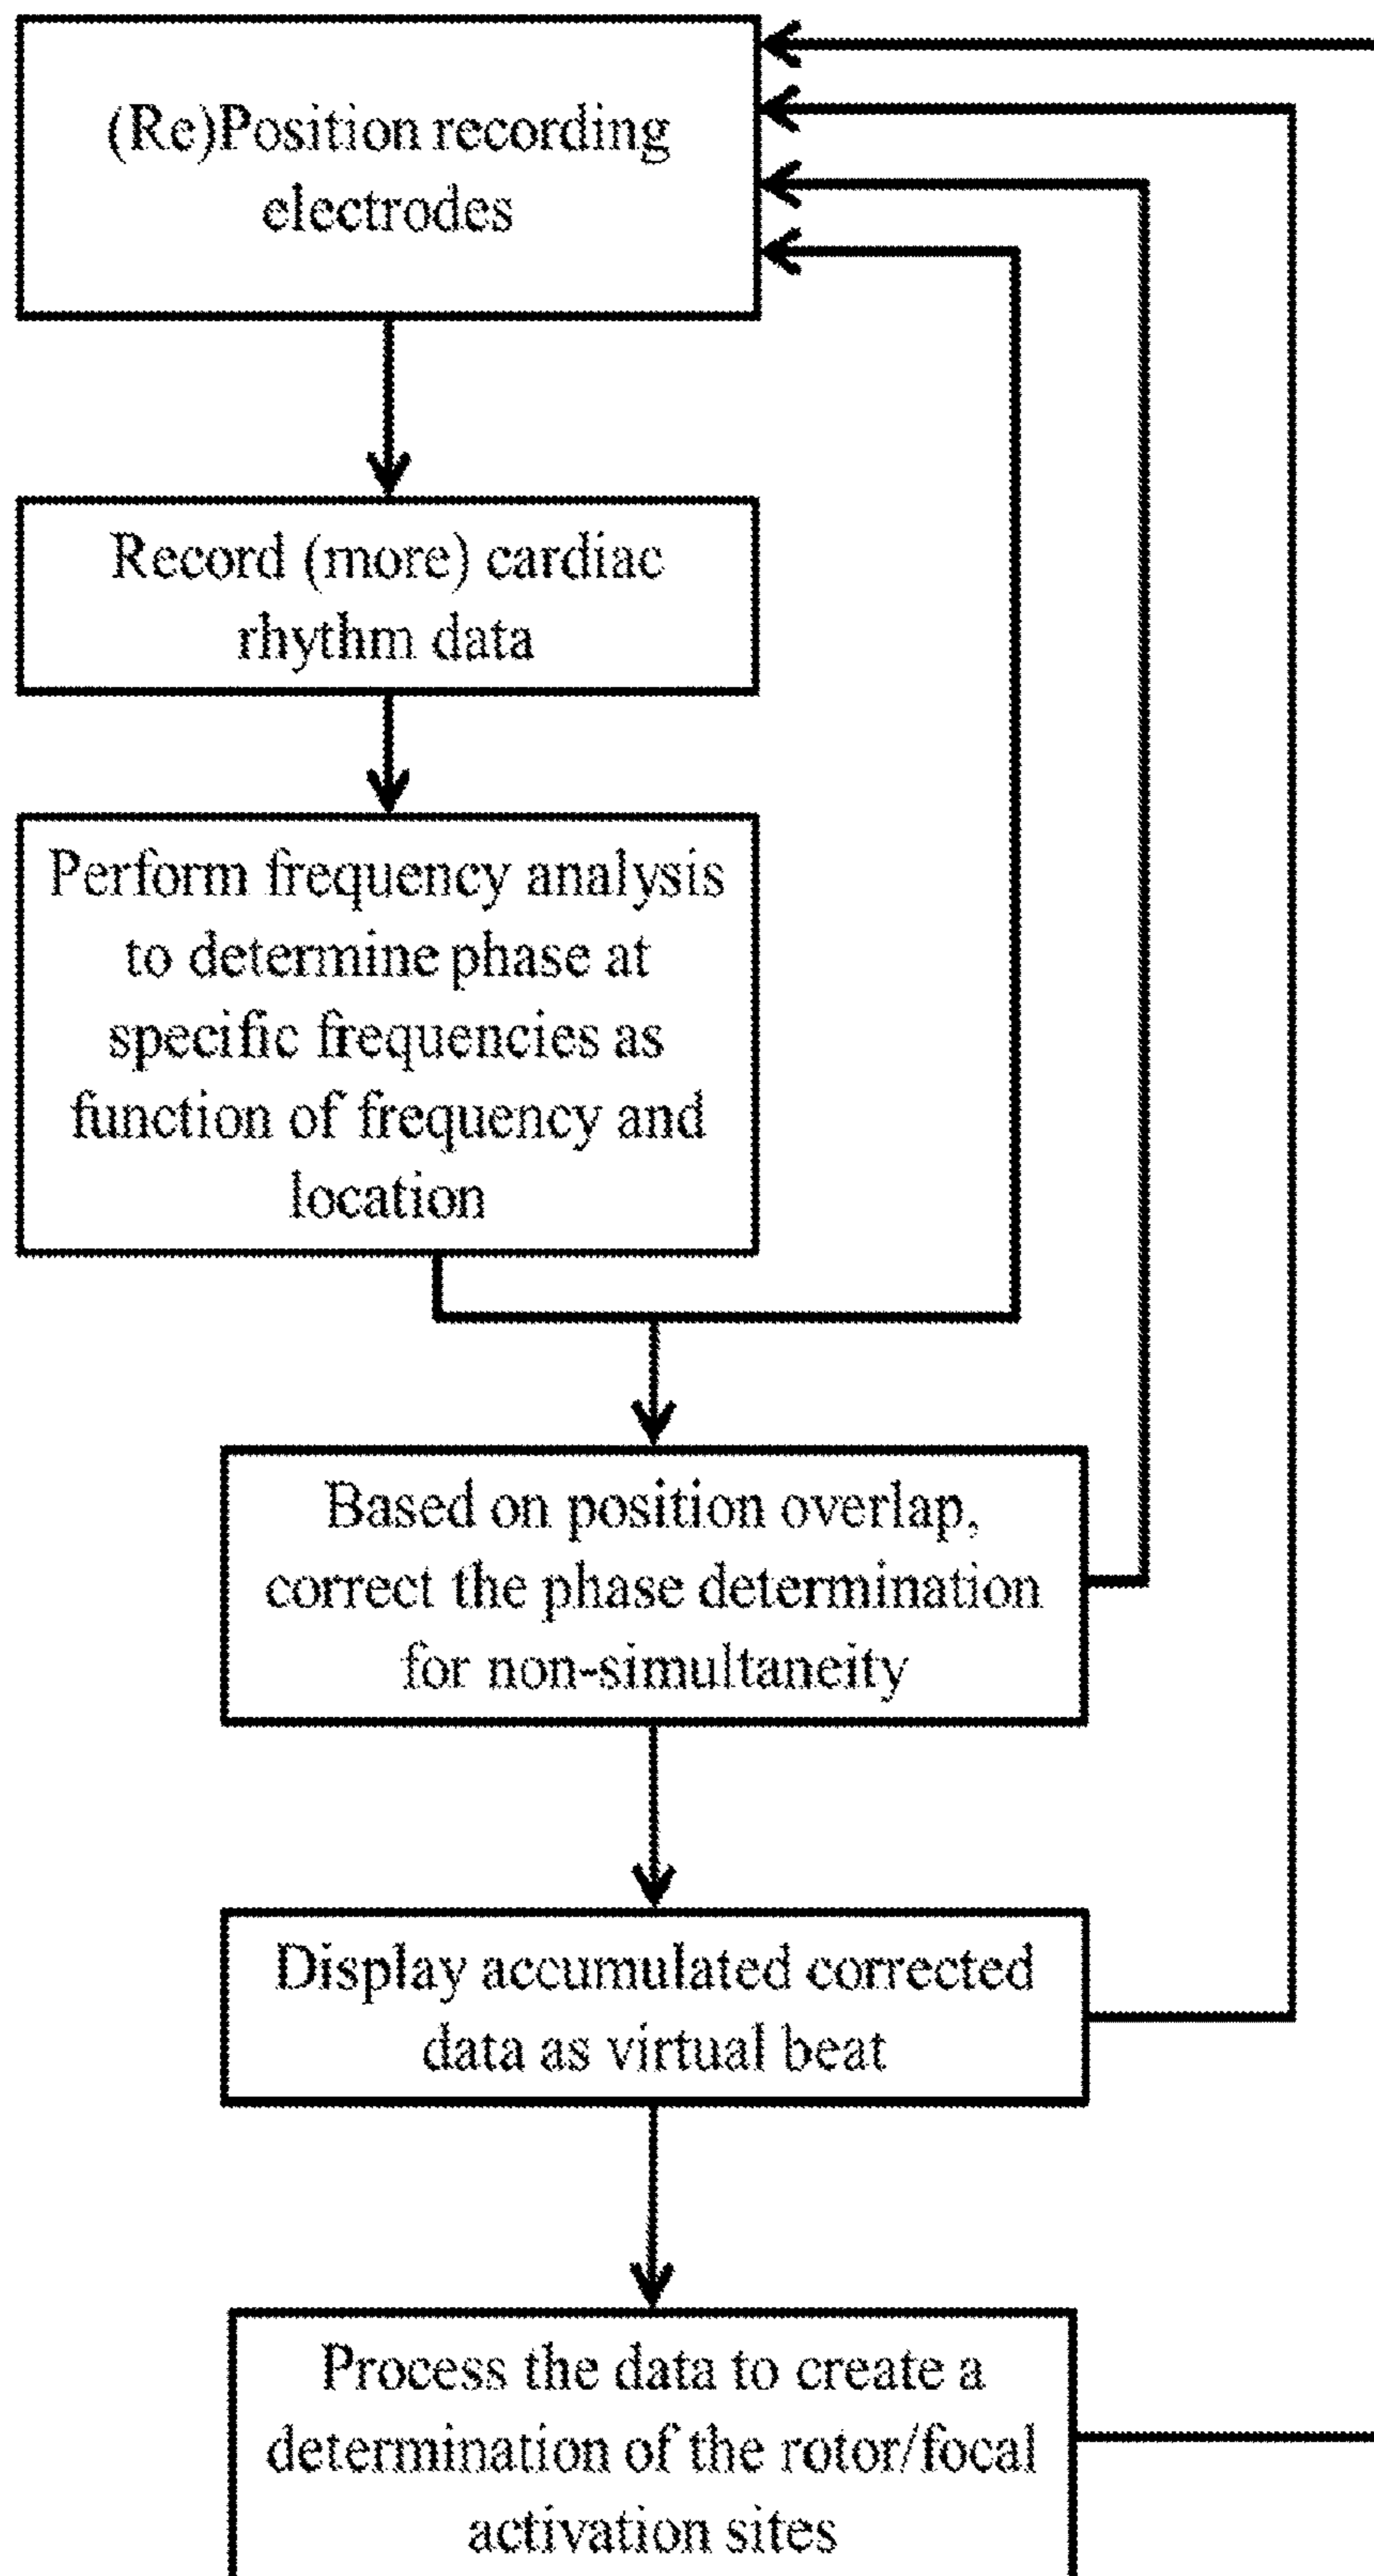 (Re)Position recording
electrodes
Record (more) cardiac
rhythm data
Perform frequency analysis
to determine phase at
specific frequencies as
function of frequency and
location
Based on position overlap,
correct the phase determination
for non-simultaneity
Display accumulated corrected
data as virtual beat
Process the data to create a
determination of the rotor/focal
activation sites